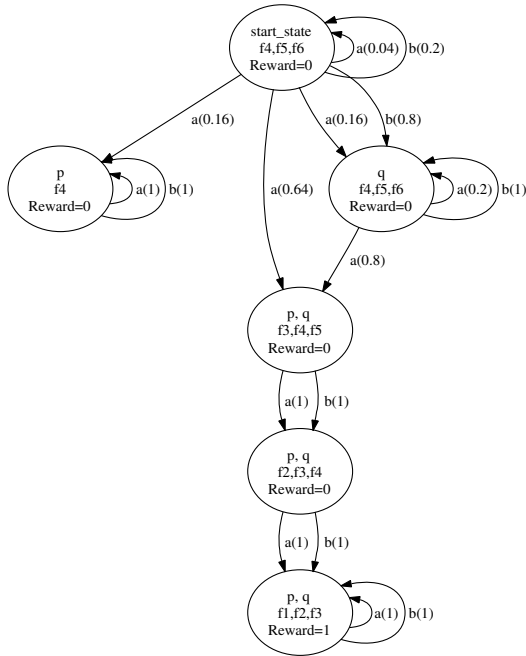 start_state
f4,f5,f6
Reward=0
a(0.04)
b(0.2)
a(0.16)
a(0.64)
a(0.16)
b(0.8)
p
f4
Reward=0
a(1)
b(1)
q
f4,f5,f6
Reward=0
a(0.2)
b(1)
a(0.8)
p, q
f3,f4,f5
Reward=0
a(1)
b(1)
p, q
f2,f3,f4
Reward=0
a(1)
b(1)
p, q
f1,f2,f3
Reward=1
a(1)
b(1)